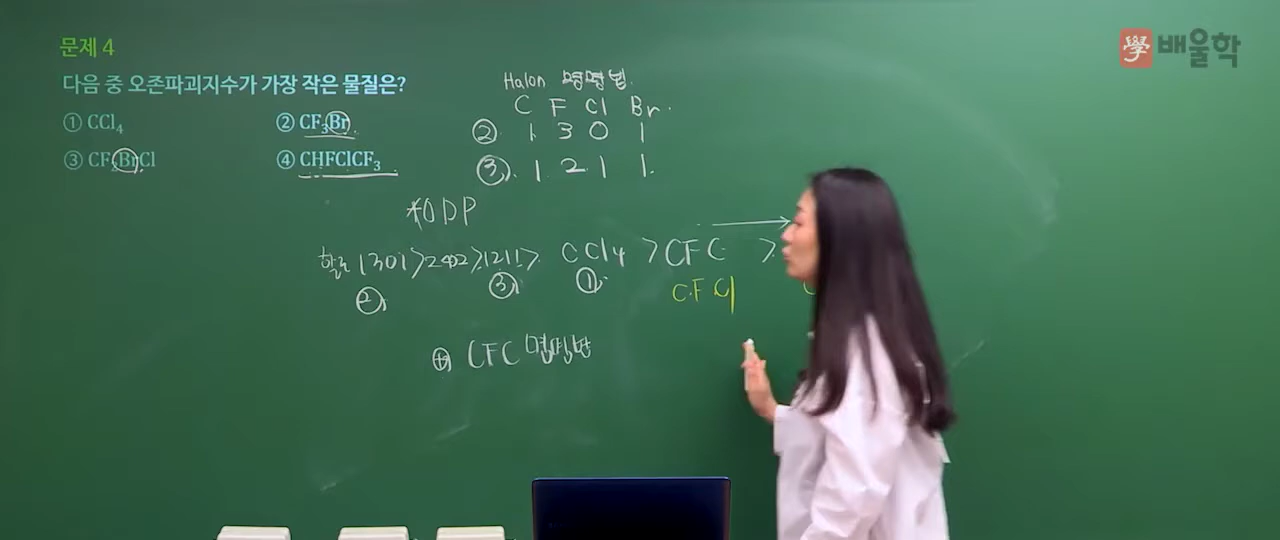 문제 4
다음 중 오존파괴지수가 가장 작은 물질은?
① CCl₄
② CF₃Br
③ CF₂BrCl
④ CHFClCF₃
學 배울학
Halon 명명법
C F Cl Br
② 1 3 0 1
③ 1 2 1 1
*ODP
할론 1301 > 2402 > 1211 > CCl₄ > CFC >
② ③ ① C.F.Cl
⊕ CFC 명명법